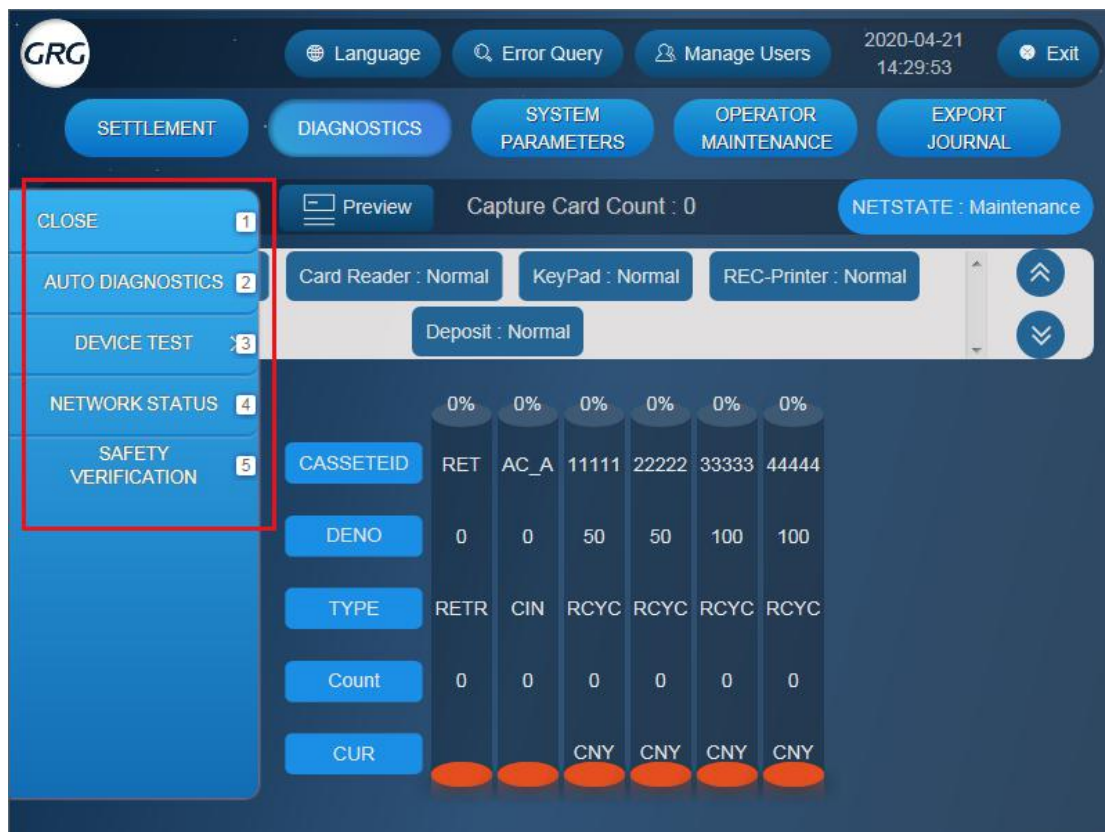 GRG
Language
Error Query
Manage Users
2020-04-21
14:29:53
Exit
SETTLEMENT
DIAGNOSTICS
SYSTEM
PARAMETERS
OPERATOR
MAINTENANCE
EXPORT
JOURNAL
CLOSE 1
AUTO DIAGNOSTICS 2
DEVICE TEST 3
NETWORK STATUS 4
SAFETY
VERIFICATION 5
Preview
Capture Card Count : 0
NETSTATE : Maintenance
Card Reader : Normal
KeyPad : Normal
REC-Printer : Normal
Deposit : Normal
0% 0% 0% 0% 0% 0%
CASSETEID RET AC_A 11111 22222 33333 44444
DENO 0 0 50 50 100 100
TYPE RETR CIN RCYC RCYC RCYC RCYC
Count 0 0 0 0 0 0
CUR CNY CNY CNY CNY